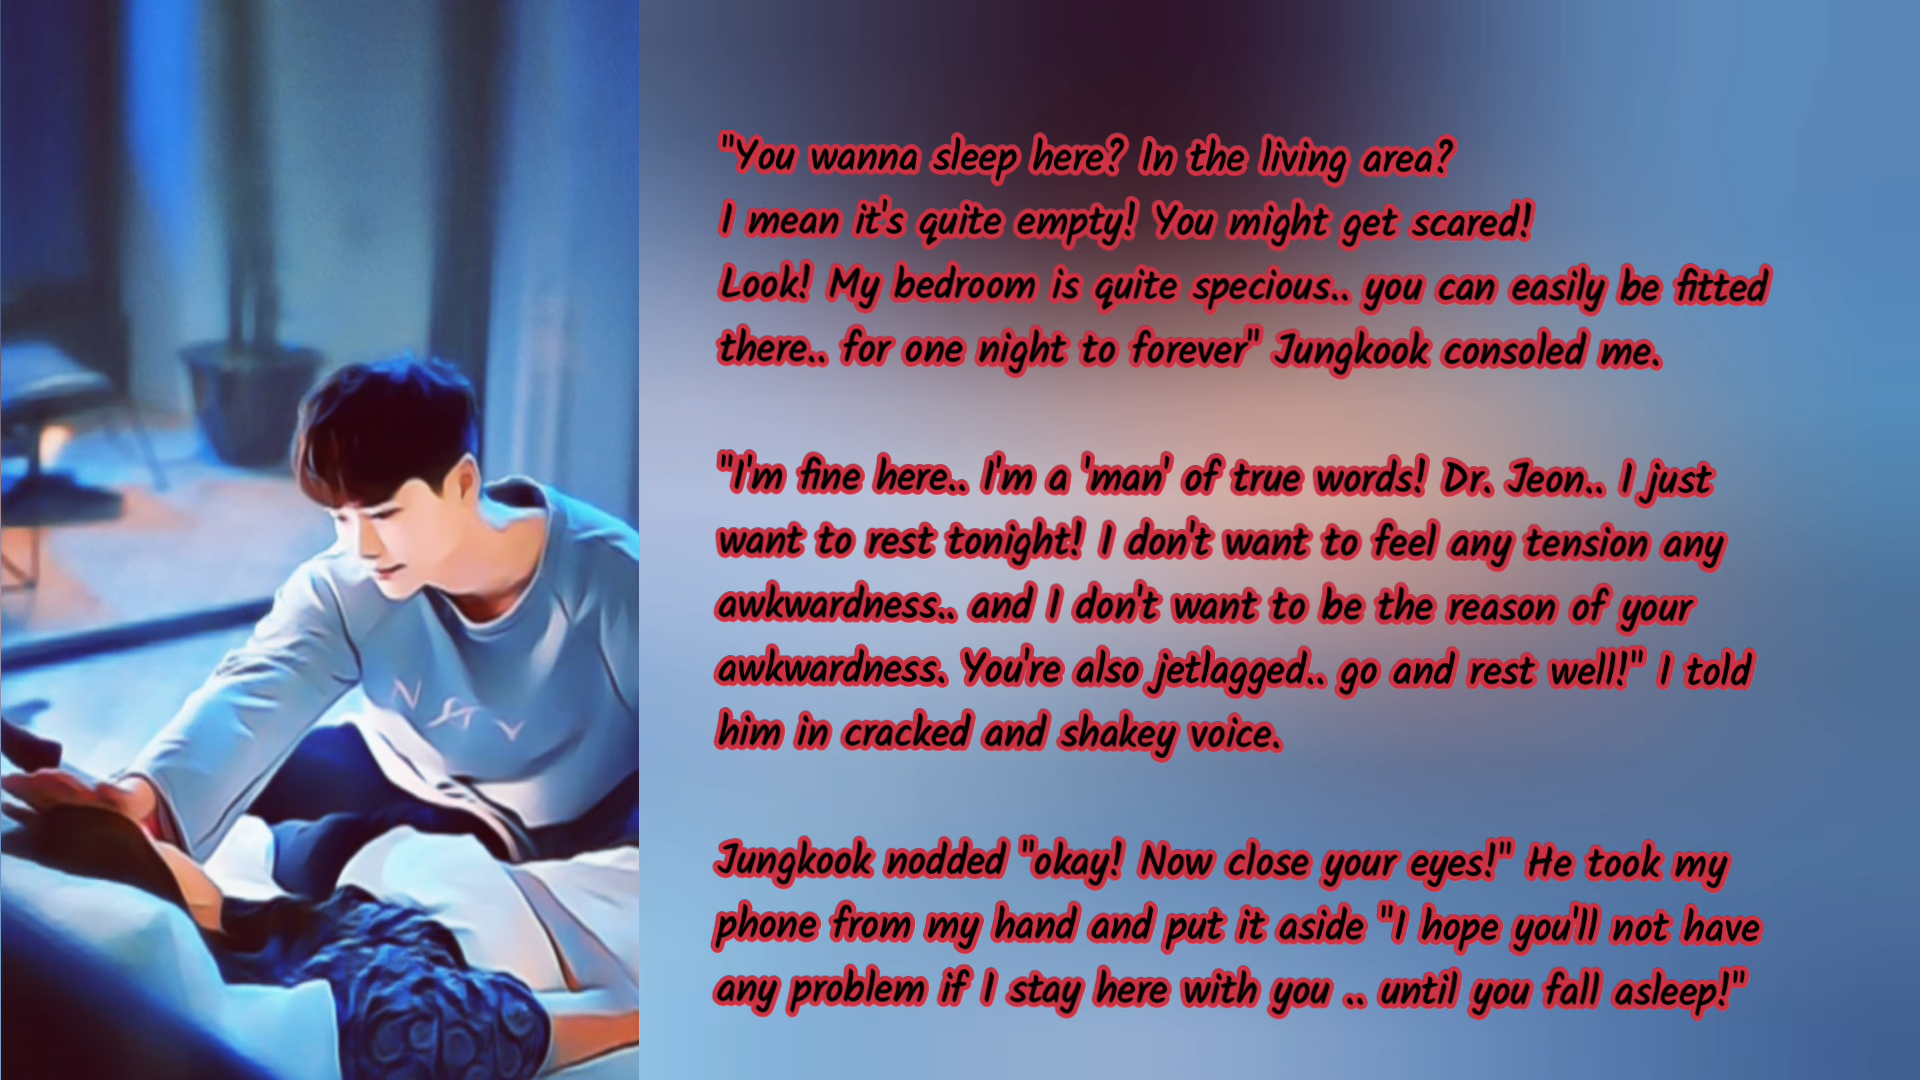 "You wanna sleep here? In the living area?
I mean it's quite empty! You might get scared!
Look! My bedroom is quite specious.. you can easily be fitted
there.. for one night to forever" Jungkook consoled me.
"I'm fine here.. I'm a 'man' of true words! Dr. Jeon.. I just
want to rest tonight! I don't want to feel any tension any
awkwardness.. and I don't want to be the reason of your
awkwardness. You're also jetlagged.. go and rest well!" I told
him in cracked and shakey voice.
Jungkook nodded "okay! Now close your eyes!" He took my
phone from my hand and put it aside "I hope you'll not have
any problem if I stay here with you .. until you fall asleep!"